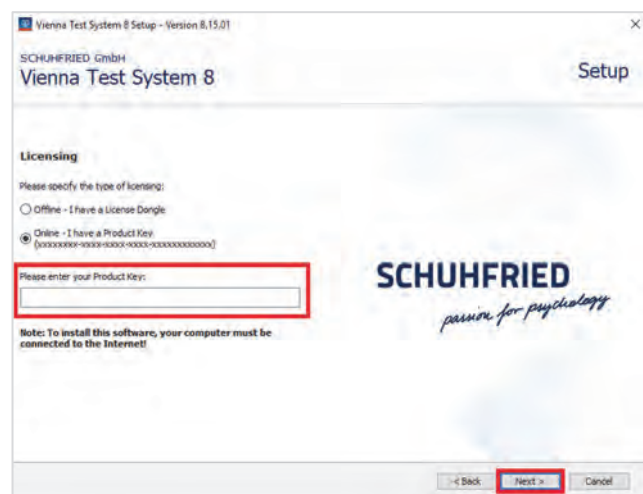 Vienna Test System 8 Setup - Version 8.15.01
SCHUHFRIED GmbH
Vienna Test System 8
Setup
Licensing
Please specify the type of licensing:
Offline - I have a License Dongle
Online - I have a Product Key
(xxxxxxxx-xxxx-xxxx-xxxx-xxxxxxxxxxxx)
Please enter your Product Key:
Note: To install this software, your computer must be
connected to the Internet!
SCHUHFRIED
passion for psychology
< Back
Next >
Cancel